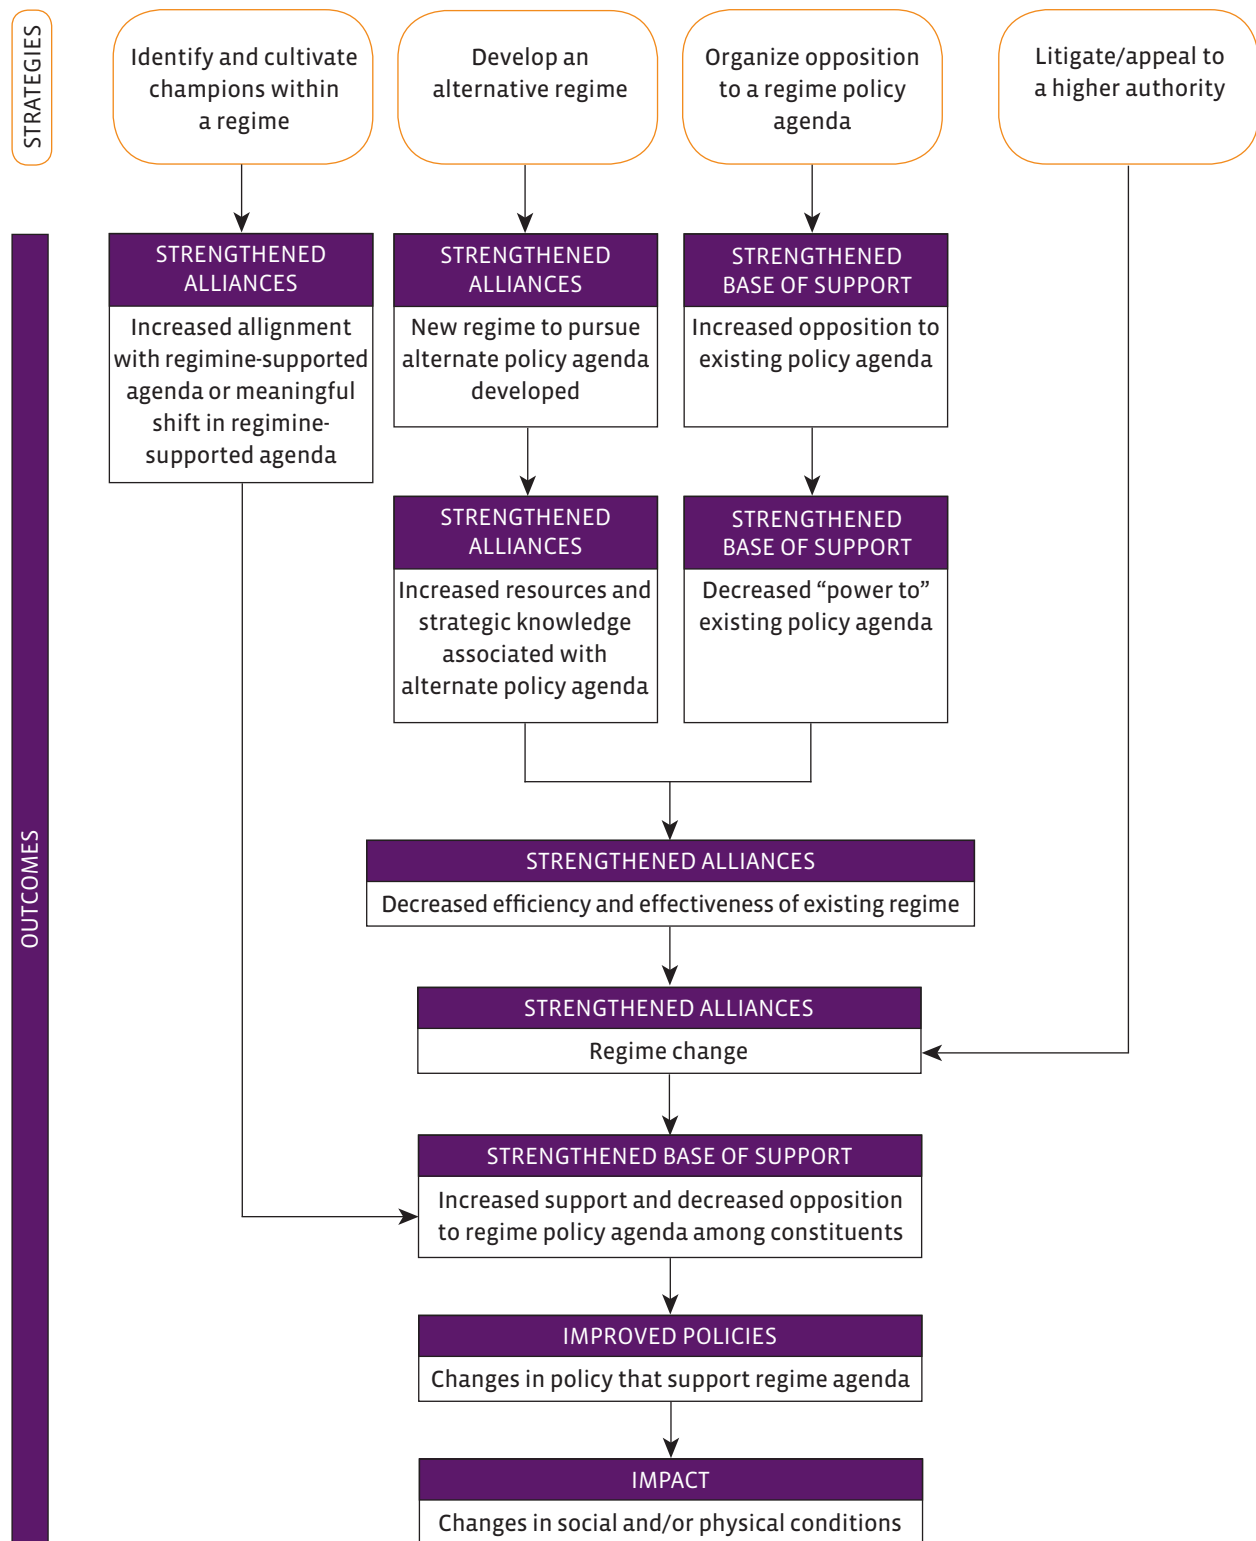 STRATEGIES
Identify and cultivate
champions within
a regime
Develop an
alternative regime
Organize opposition
to a regime policy
agenda
Litigate/appeal to
a higher authority
OUTCOMES
STRENGTHENED
ALLIANCES
Increased allignment
with regimine-supported
agenda or meaningful
shift in regimine-
supported agenda
STRENGTHENED
ALLIANCES
New regime to pursue
alternate policy agenda
developed
STRENGTHENED
BASE OF SUPPORT
Increased opposition to
existing policy agenda
STRENGTHENED
ALLIANCES
Increased resources and
strategic knowledge
associated with
alternate policy agenda
STRENGTHENED
BASE OF SUPPORT
Decreased “power to”
existing policy agenda
STRENGTHENED ALLIANCES
Decreased efficiency and effectiveness of existing regime
STRENGTHENED ALLIANCES
Regime change
STRENGTHENED BASE OF SUPPORT
Increased support and decreased opposition
to regime policy agenda among constituents
IMPROVED POLICIES
Changes in policy that support regime agenda
IMPACT
Changes in social and/or physical conditions